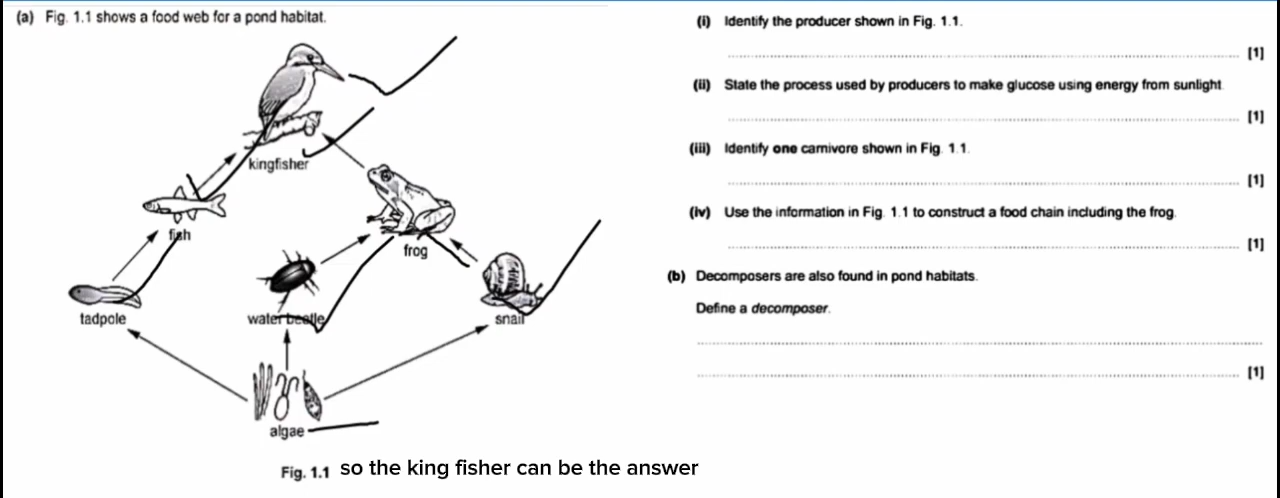 (a) Fig. 1.1 shows a food web for a pond habitat.
kingfisher
fish
frog
tadpole
water beetle
snail
algae
Fig. 1.1
so the king fisher can be the answer
(i) Identify the producer shown in Fig. 1.1.
[1]
(ii) State the process used by producers to make glucose using energy from sunlight
[1]
(iii) Identify one carnivore shown in Fig. 1.1.
[1]
(iv) Use the information in Fig. 1.1 to construct a food chain including the frog.
[1]
(b) Decomposers are also found in pond habitats.
Define a decomposer.
[1]